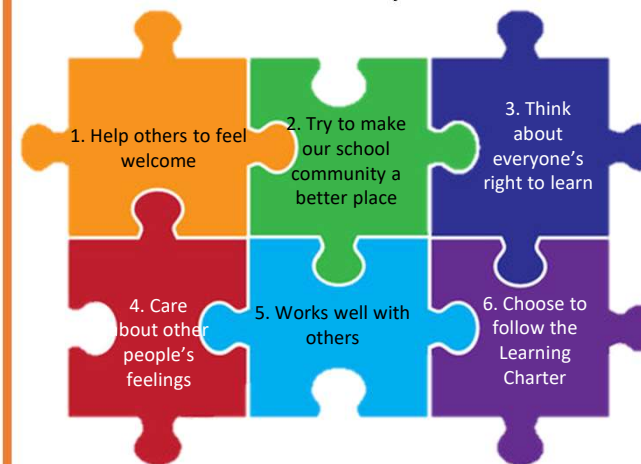 1. Help others to feel
welcome
2. Try to make
our school
community a
better place
3. Think
about
everyone's
right to learn
4. Care
about other
people's
feelings
5. Works well with
others
6. Choose to
follow the
Learning
Charter